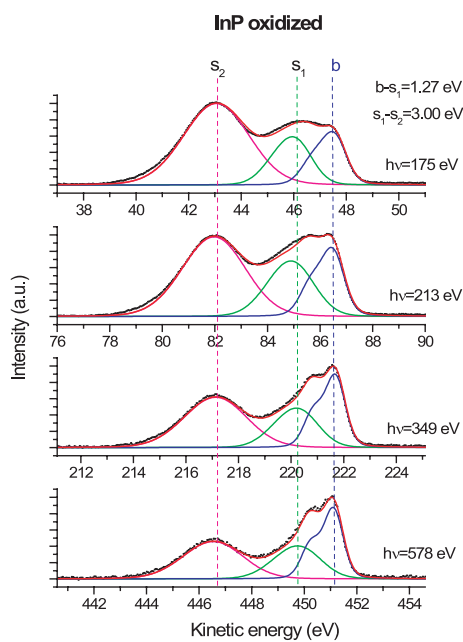 InP oxidized
s2 s1 b
b-s1=1.27 eV
s1-s2=3.00 eV
hν=175 eV
38 40 42 44 46 48 50
hν=213 eV
76 78 80 82 84 86 88 90
hν=349 eV
212 214 216 218 220 222 224
hν=578 eV
442 444 446 448 450 452 454
Intensity (a.u.)
Kinetic energy (eV)